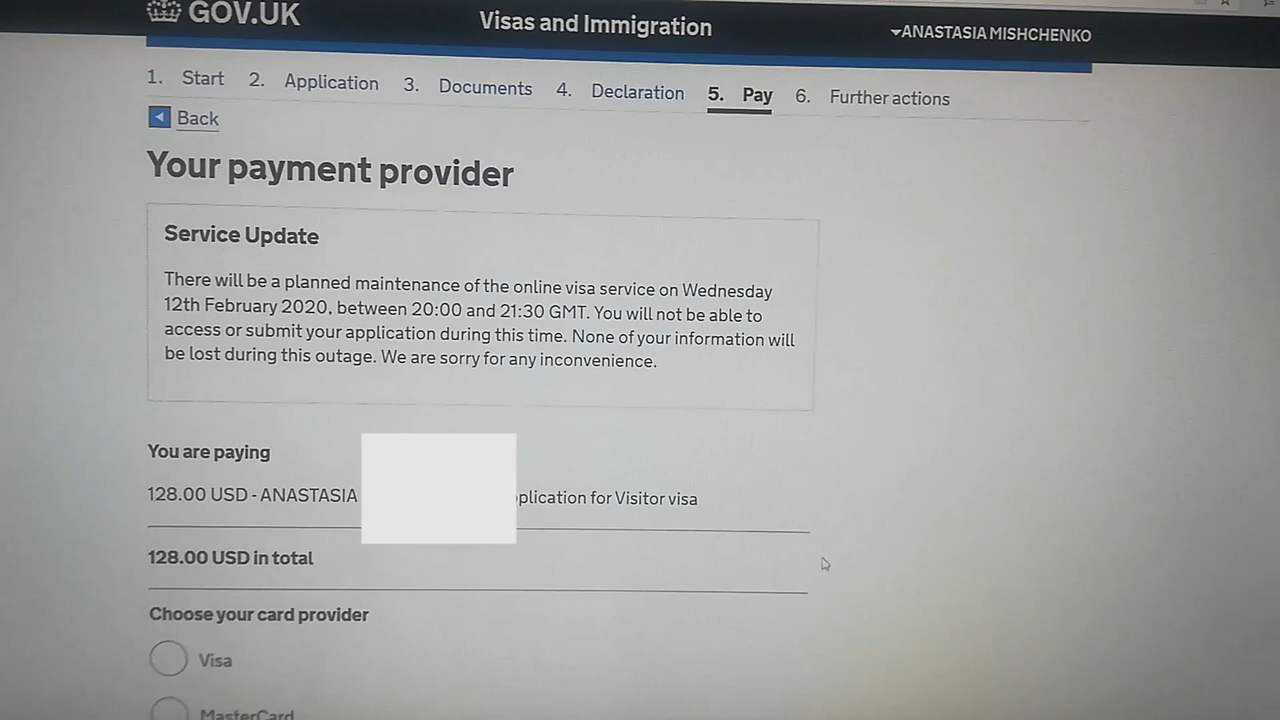 GOV.UK
Visas and Immigration
ANASTASIA MISHCHENKO
1. Start 2. Application 3. Documents 4. Declaration 5. Pay 6. Further actions
Back
Your payment provider
Service Update
There will be a planned maintenance of the online visa service on Wednesday
12th February 2020, between 20:00 and 21:30 GMT. You will not be able to
access or submit your application during this time. None of your information will
be lost during this outage. We are sorry for any inconvenience.
You are paying
128.00 USD - ANASTASIA plication for Visitor visa
128.00 USD in total
Choose your card provider
Visa
MasterCard